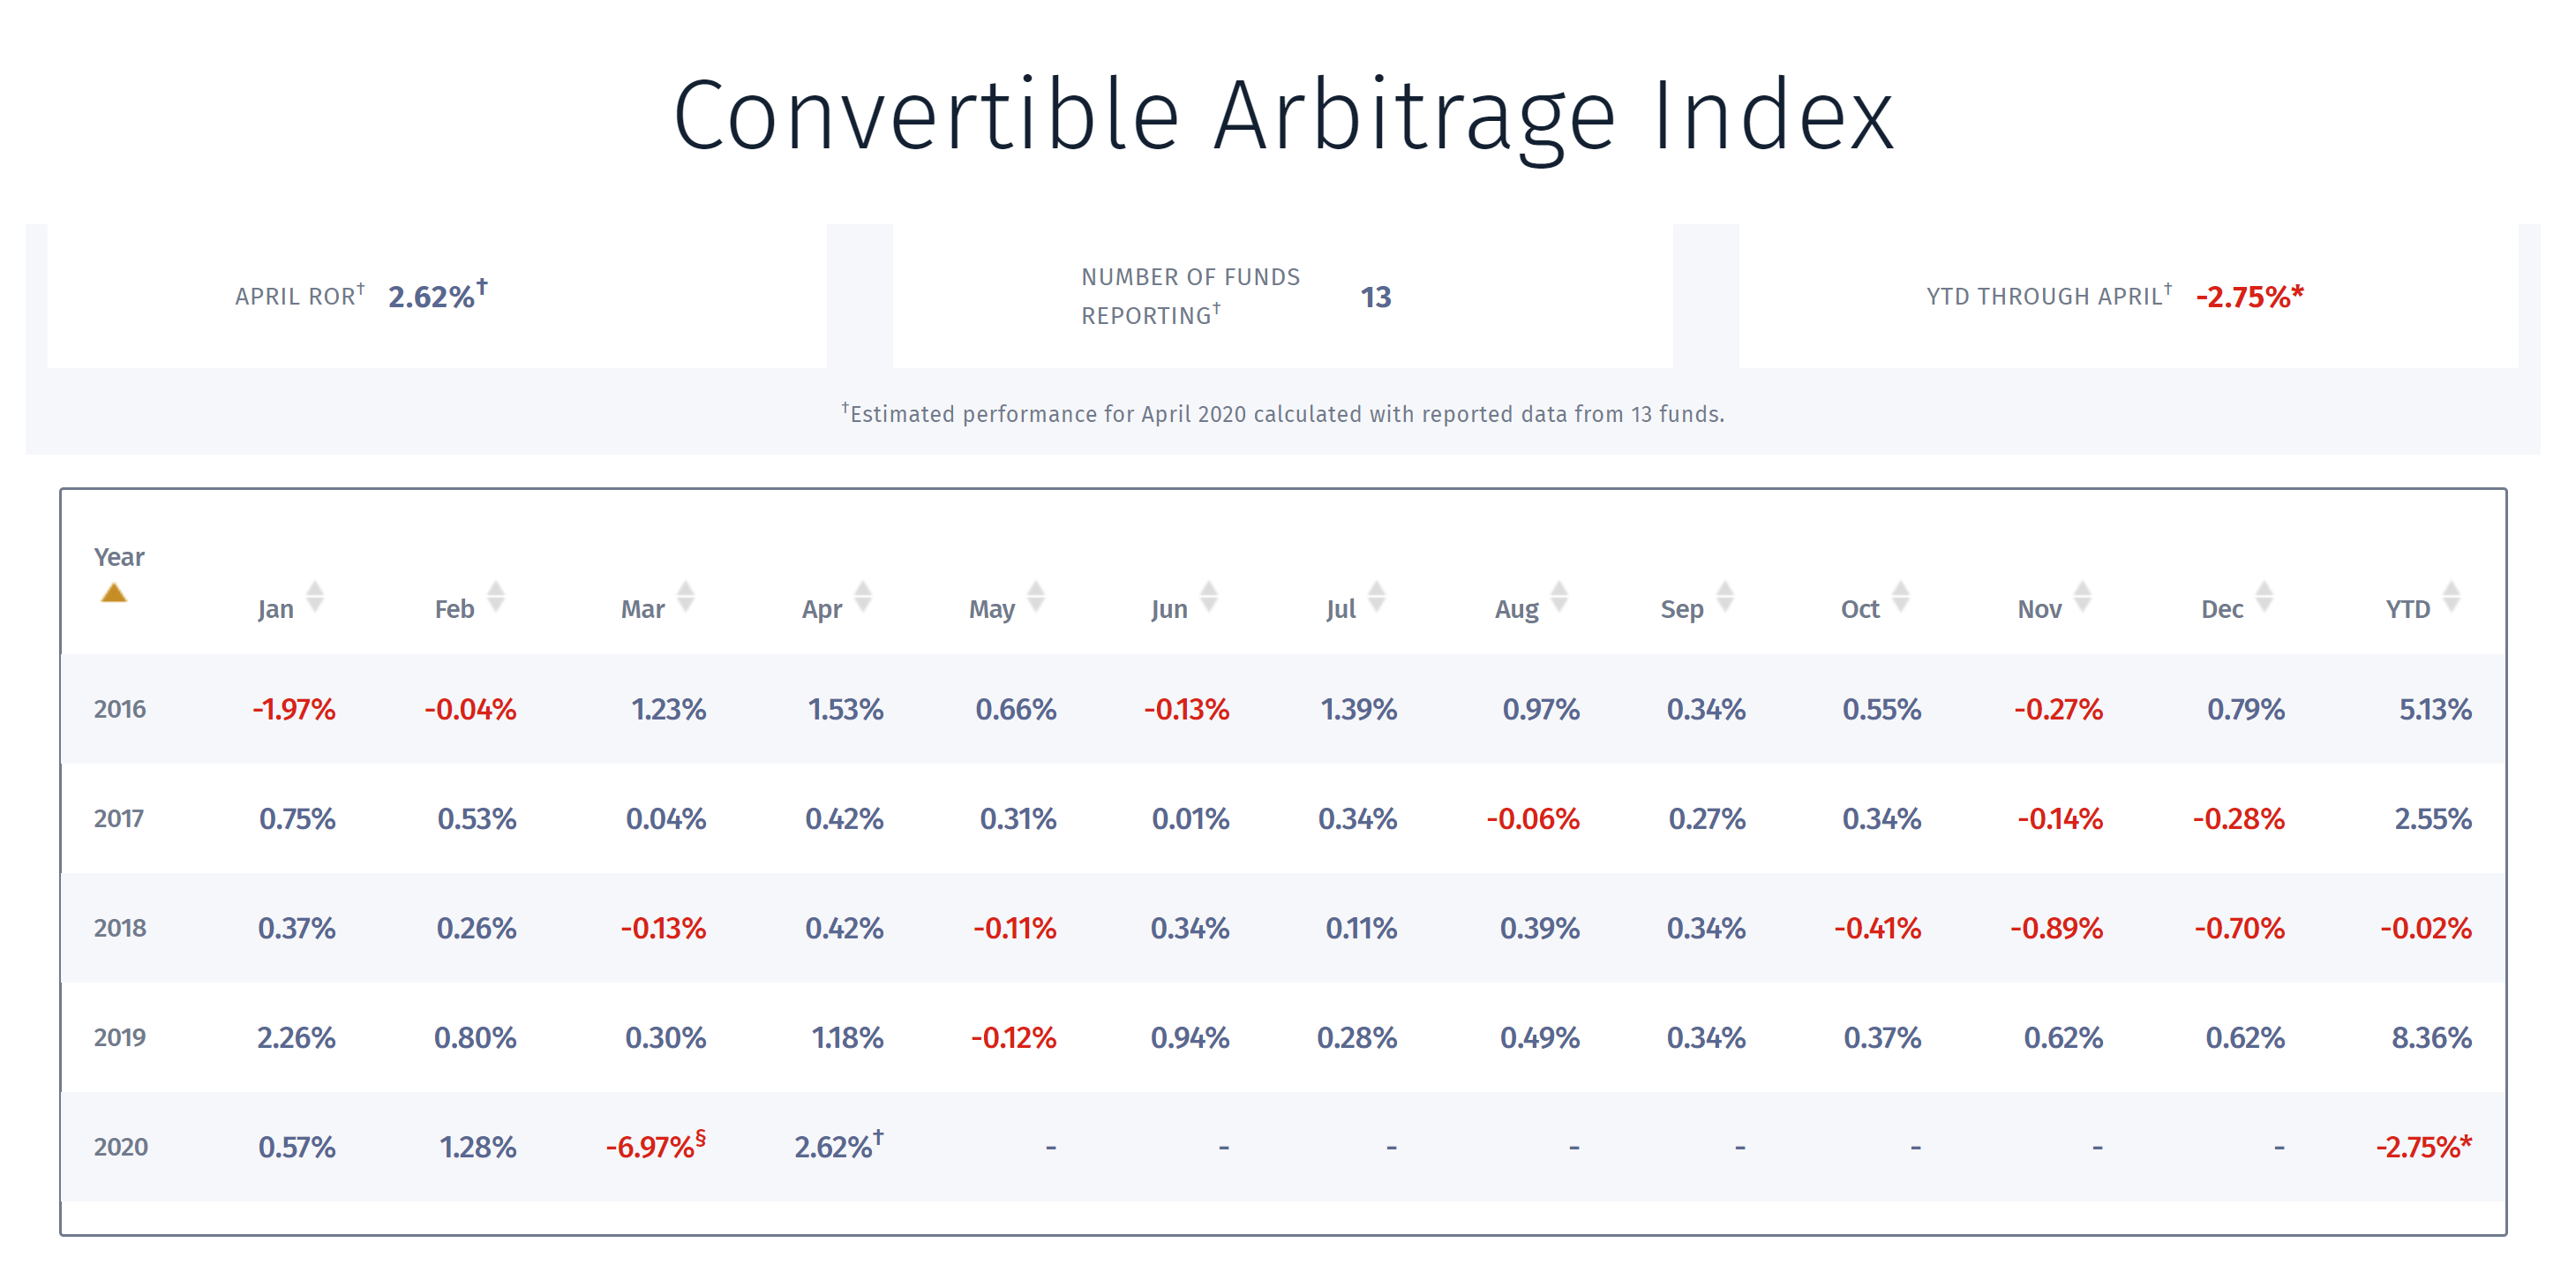 Convertible Arbitrage Index
APRIL ROR† 2.62%†
NUMBER OF FUNDS
REPORTING† 13
YTD THROUGH APRIL† -2.75%*
†Estimated performance for April 2020 calculated with reported data from 13 funds.
Year Jan Feb Mar Apr May Jun Jul Aug Sep Oct Nov Dec YTD
2016 -1.97% -0.04% 1.23% 1.53% 0.66% -0.13% 1.39% 0.97% 0.34% 0.55% -0.27% 0.79% 5.13%
2017 0.75% 0.53% 0.04% 0.42% 0.31% 0.01% 0.34% -0.06% 0.27% 0.34% -0.14% -0.28% 2.55%
2018 0.37% 0.26% -0.13% 0.42% -0.11% 0.34% 0.11% 0.39% 0.34% -0.41% -0.89% -0.70% -0.02%
2019 2.26% 0.80% 0.30% 1.18% -0.12% 0.94% 0.28% 0.49% 0.34% 0.37% 0.62% 0.62% 8.36%
2020 0.57% 1.28% -6.97%§ 2.62%† - - - - - - - - -2.75%*